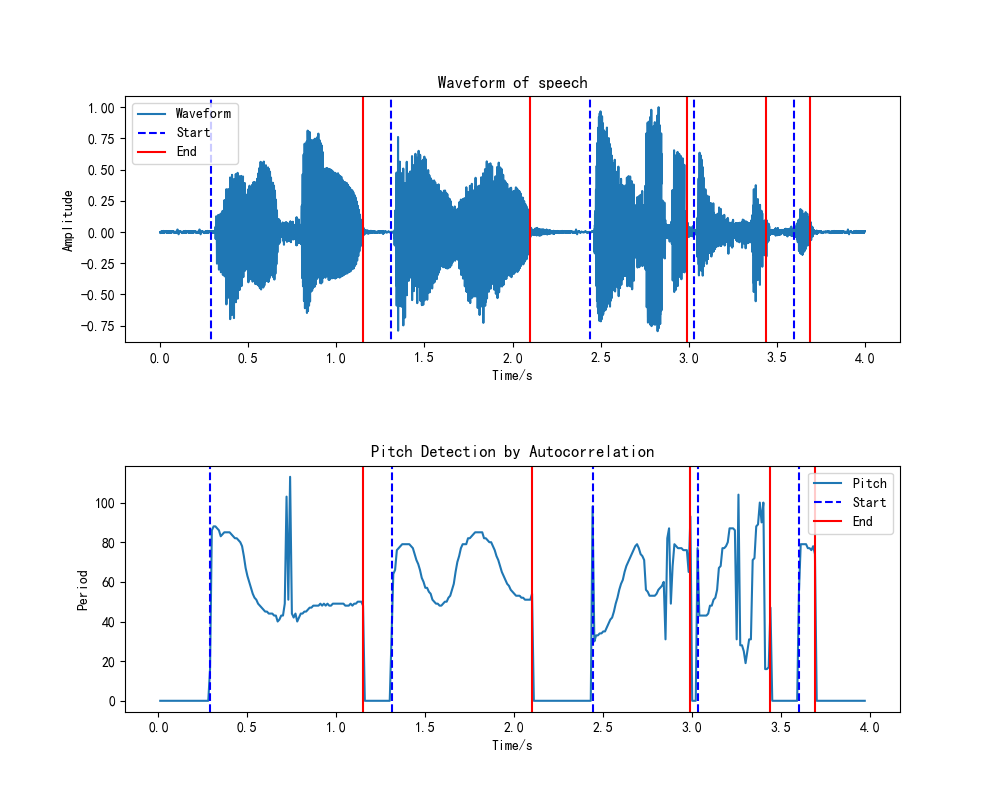 Waveform of speech
1.00
0.75
0.50
0.25
0.00
−0.25
−0.50
−0.75
Amplitude
Waveform
Start
End
0.0 0.5 1.0 1.5 2.0 2.5 3.0 3.5 4.0
Time/s
Pitch Detection by Autocorrelation
100
80
60
40
20
0
Period
Pitch
Start
End
0.0 0.5 1.0 1.5 2.0 2.5 3.0 3.5 4.0
Time/s